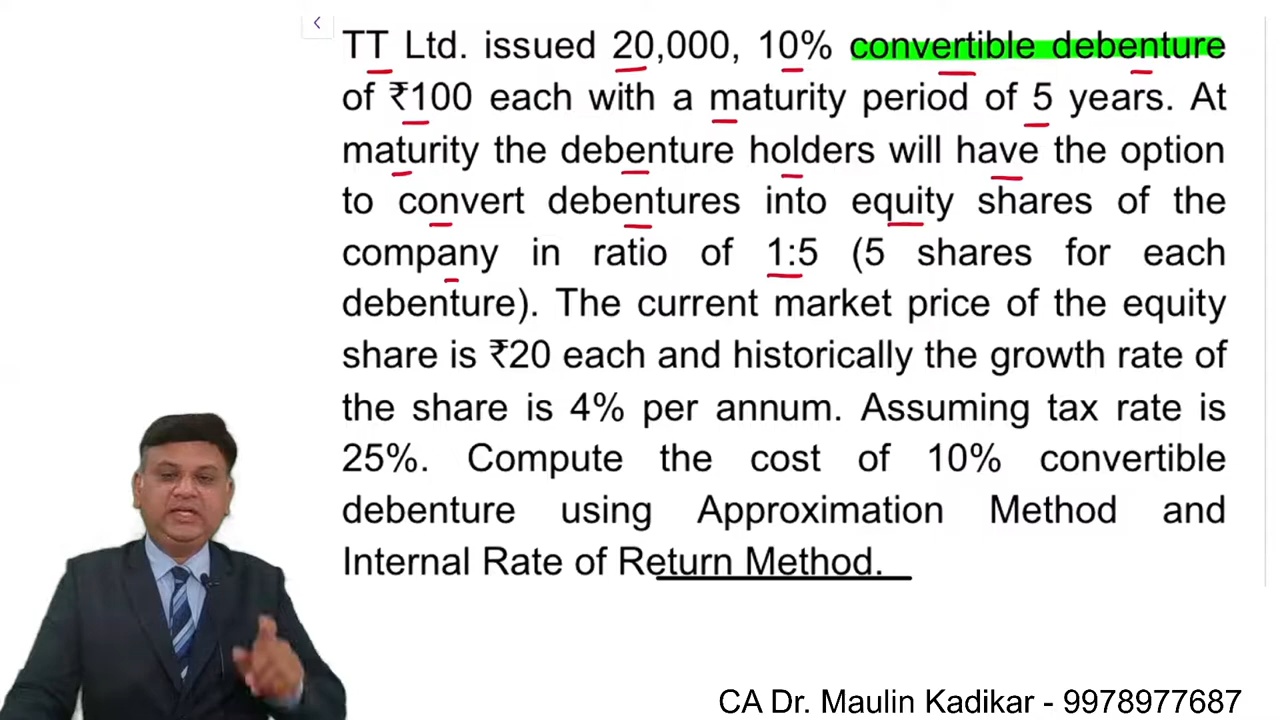 TT Ltd. issued 20,000, 10% convertible debenture
of ₹100 each with a maturity period of 5 years. At
maturity the debenture holders will have the option
to convert debentures into equity shares of the
company in ratio of 1:5 (5 shares for each
debenture). The current market price of the equity
share is ₹20 each and historically the growth rate of
the share is 4% per annum. Assuming tax rate is
25%. Compute the cost of 10% convertible
debenture using Approximation Method and
Internal Rate of Return Method.
CA Dr. Maulin Kadikar - 9978977687